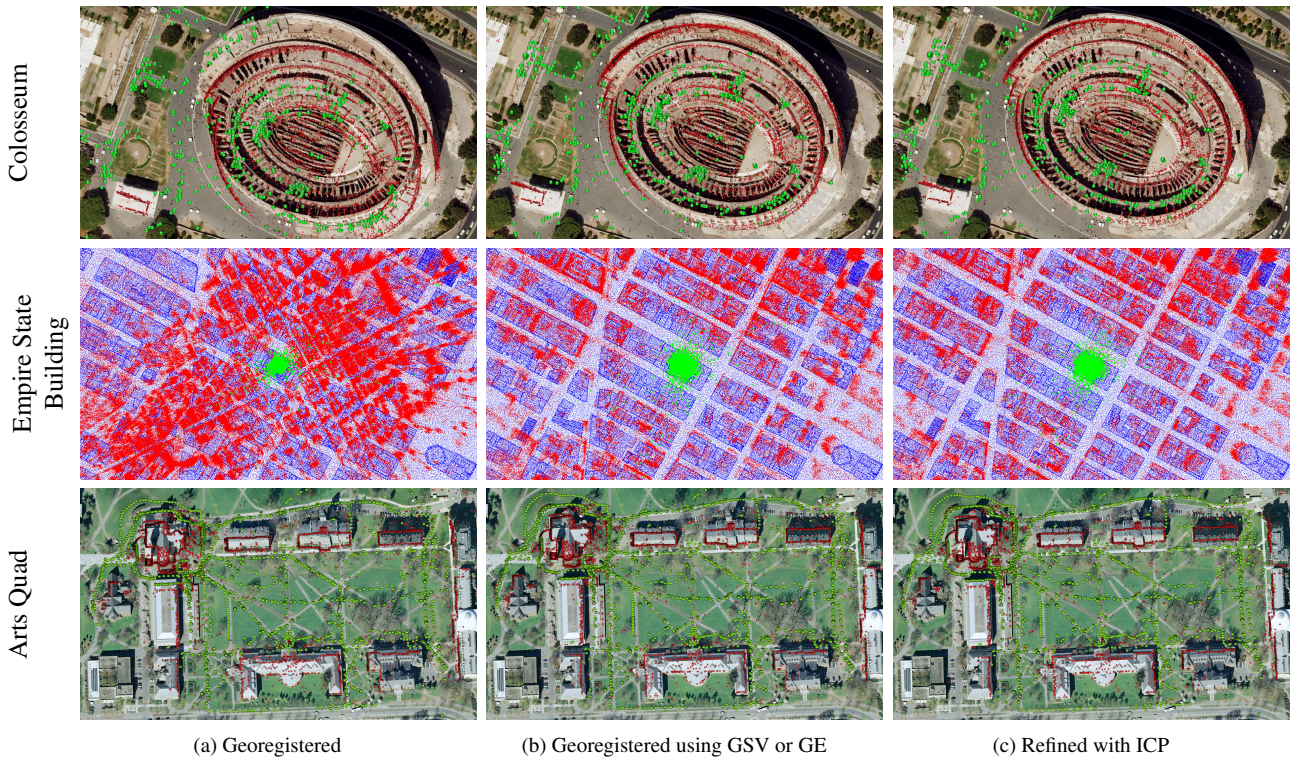 Colosseum
Empire State
Building
Arts Quad
(a) Georegistered
(b) Georegistered using GSV or GE
(c) Refined with ICP